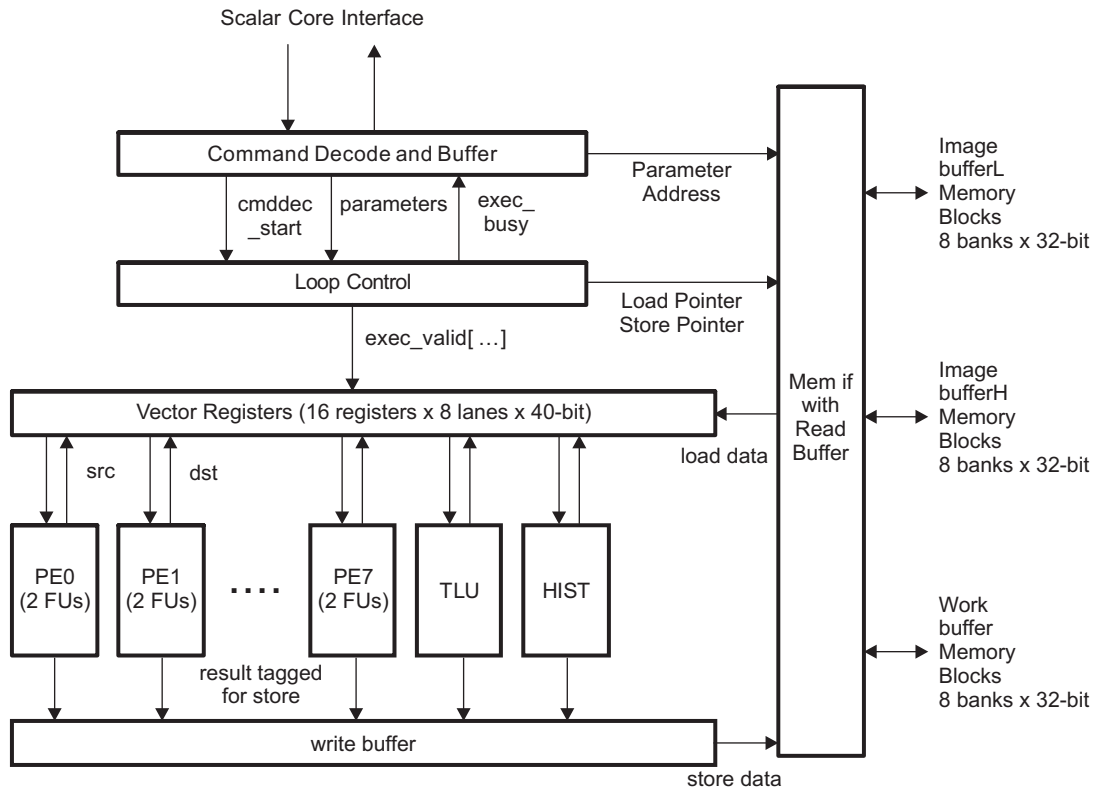 Scalar Core Interface
Command Decode and Buffer
Parameter
Address
cmddec
_start
parameters
exec_
busy
Loop Control
Load Pointer
Store Pointer
exec_valid[ …]
Vector Registers (16 registers x 8 lanes x 40-bit)
load data
src
dst
PE0
(2 FUs)
PE1
(2 FUs)
....
PE7
(2 FUs)
TLU
HIST
result tagged
for store
write buffer
store data
Mem if
with
Read
Buffer
Image
bufferL
Memory
Blocks
8 banks x 32-bit
Image
bufferH
Memory
Blocks
8 banks x 32-bit
Work
buffer
Memory
Blocks
8 banks x 32-bit